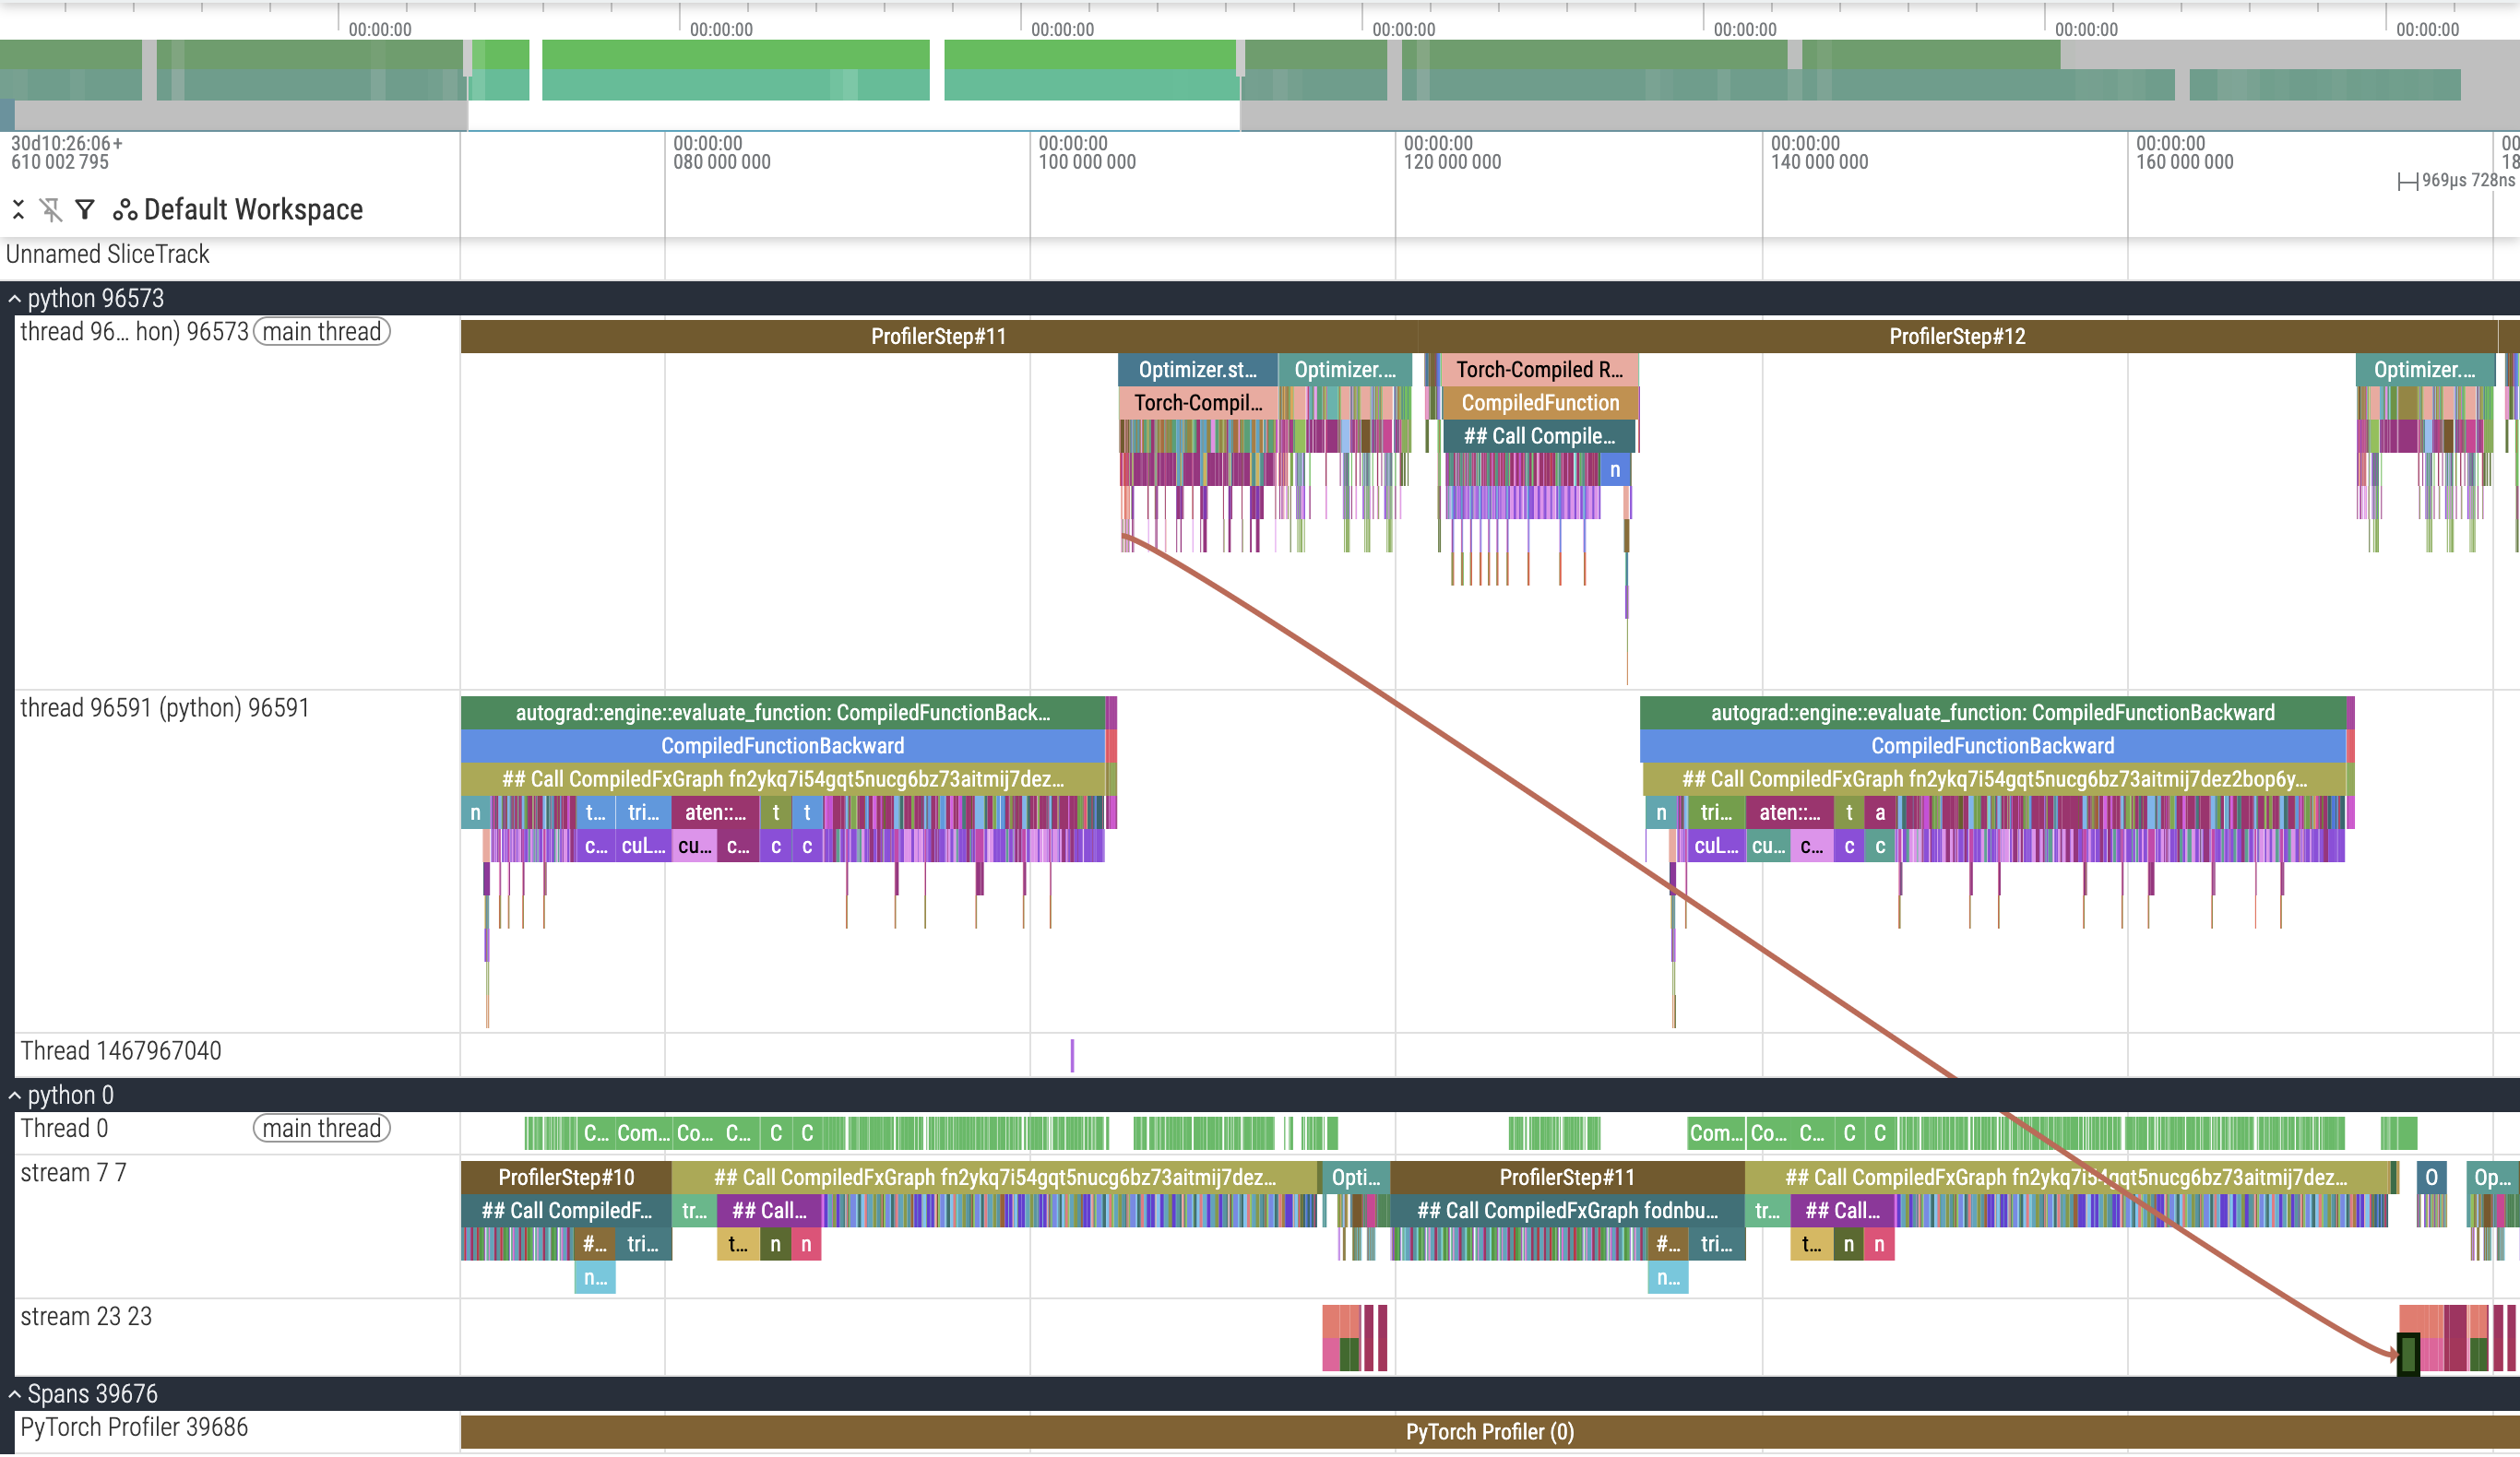 00:00:00 00:00:00 00:00:00 00:00:00 00:00:00 00:00:00 00:00:00
30d10:26:06+ 00:00:00 00:00:00 00:00:00 00:00:00 00:00:00 00
610 002 795 080 000 000 100 000 000 120 000 000 140 000 000 160 000 000 18
969µs 728ns
Default Workspace
Unnamed SliceTrack
python 96573
thread 96... hon) 96573 main thread ProfilerStep#11 ProfilerStep#12
Optimizer.st... Optimizer.... Torch-Compiled R... Optimizer....
Torch-Compil... CompiledFunction
## Call Compile...
n
thread 96591 (python) 96591 autograd::engine::evaluate_function: CompiledFunctionBack... autograd::engine::evaluate_function: CompiledFunctionBackward
CompiledFunctionBackward CompiledFunctionBackward
## Call CompiledFxGraph fn2ykq7i54gqt5nucg6bz73aitmij7dez... ## Call CompiledFxGraph fn2ykq7i54gqt5nucg6bz73aitmij7dez2bop6y...
n t... tri... aten::... t t n tri... aten::... t a
c... cuL... cu... c... c c cuL... cu... c... c c
Thread 1467967040
python 0
Thread 0 main thread C... Com... Co... C... C C Com... Co... C... C C
stream 7 7 ProfilerStep#10 ## Call CompiledFxGraph fn2ykq7i54gqt5nucg6bz73aitmij7dez... Opti... ProfilerStep#11 ## Call CompiledFxGraph fn2ykq7i54gqt5nucg6bz73aitmij7dez... O Op...
## Call CompiledF... tr... ## Call... ## Call CompiledFxGraph fodnbu... tr... ## Call...
#... tri... t... n n #... tri... t... n n
n... n...
stream 23 23
Spans 39676
PyTorch Profiler 39686 PyTorch Profiler (0)